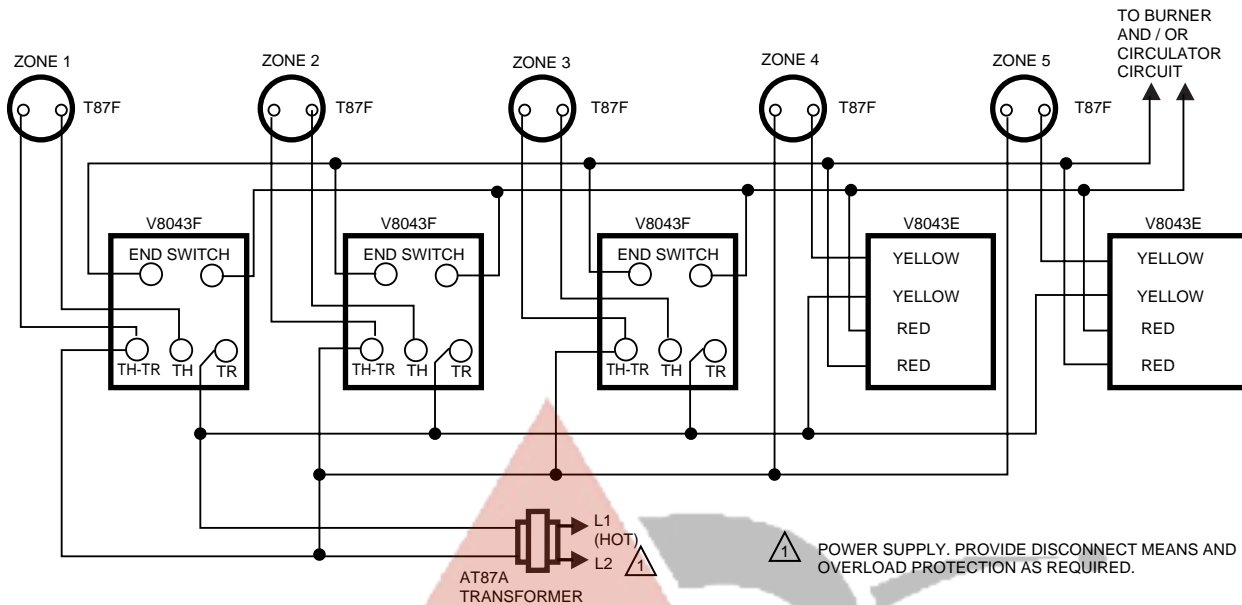 TO BURNER
AND / OR
CIRCULATOR
CIRCUIT
ZONE 1
ZONE 2
ZONE 3
ZONE 4
ZONE 5
T87F
T87F
T87F
T87F
T87F
V8043F
V8043F
V8043F
V8043E
V8043E
END SWITCH
END SWITCH
END SWITCH
YELLOW
YELLOW
YELLOW
YELLOW
RED
RED
RED
RED
TH-TR TH TR
TH-TR TH TR
TH-TR TH TR
L1
(HOT)
L2
1
AT87A
TRANSFORMER
1 POWER SUPPLY. PROVIDE DISCONNECT MEANS AND
OVERLOAD PROTECTION AS REQUIRED.